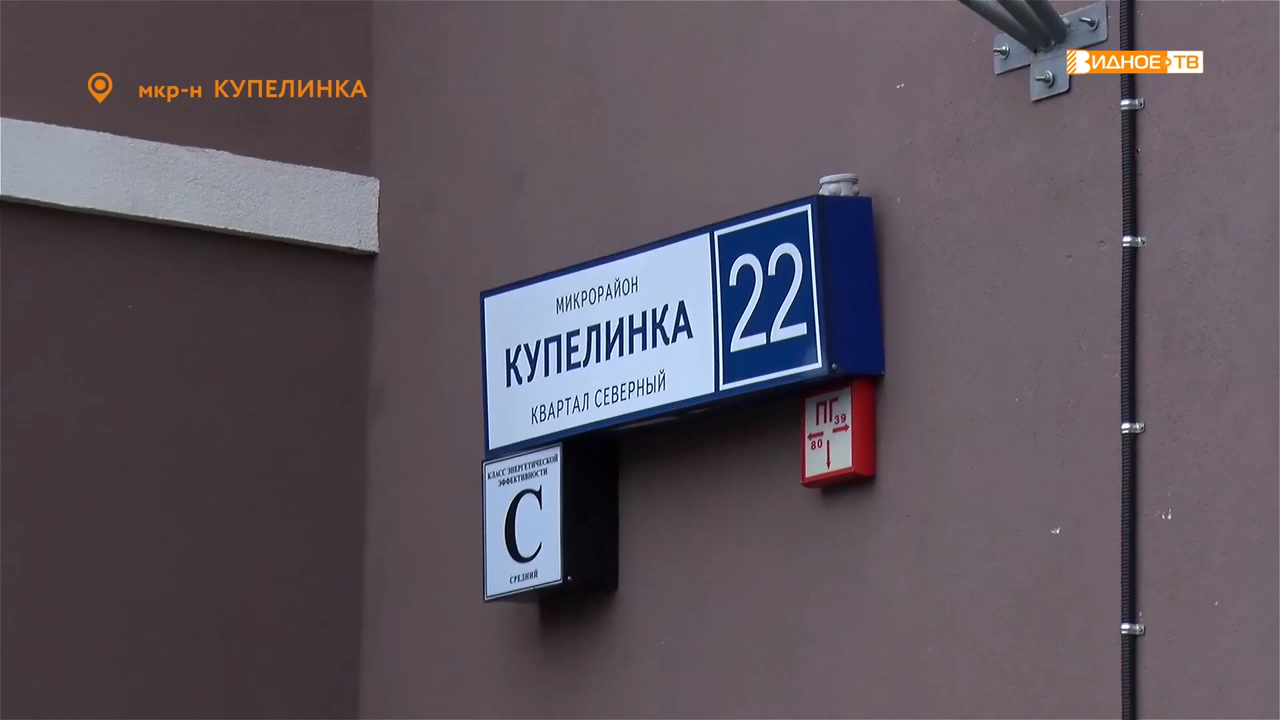 мкр-н КУПЕЛИНКА
ВИДНОЕ ТВ
МИКРОРАЙОН
КУПЕЛИНКА
КВАРТАЛ СЕВЕРНЫЙ
22
ПГ
39
80
КЛАСС ЭНЕРГЕТИЧЕСКОЙ
ЭФФЕКТИВНОСТИ
С
СРЕДНИЙ